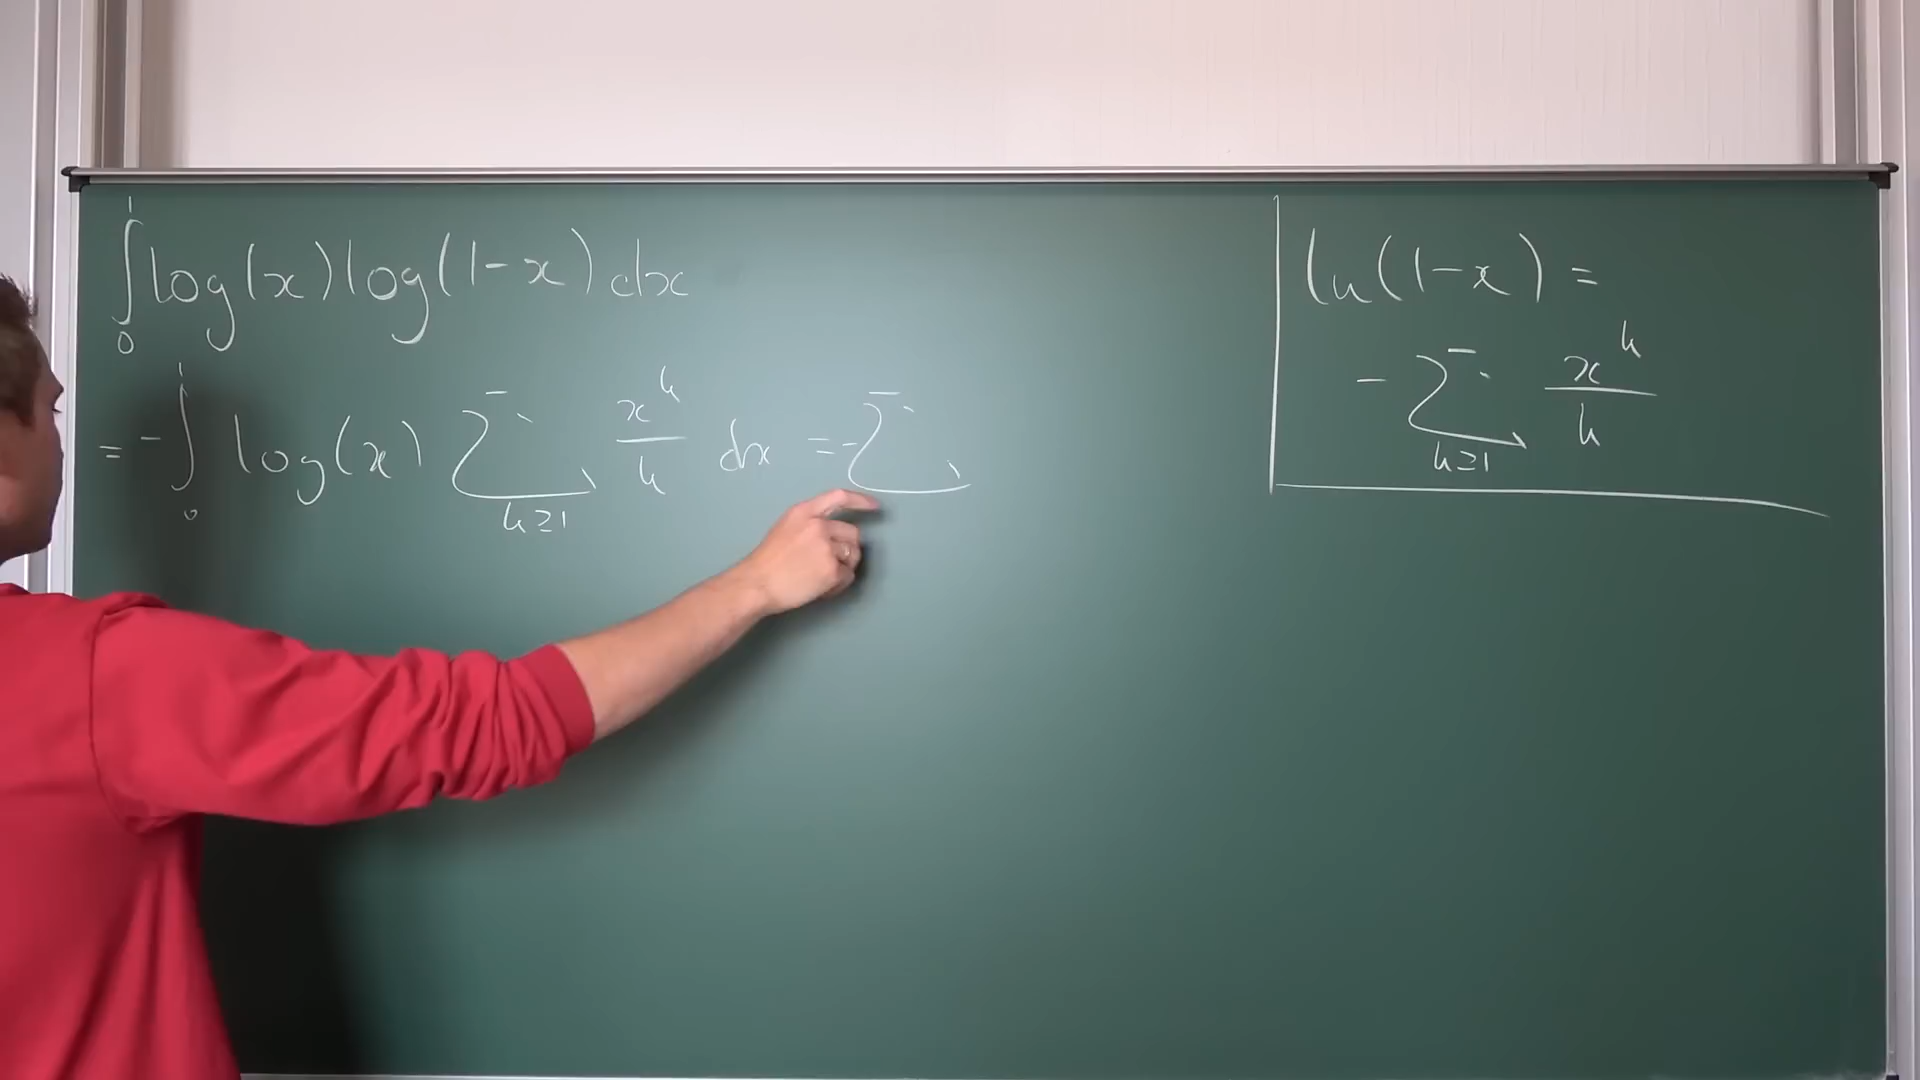 ∫₀¹ log(x) log(1-x) dx
= -∫₀¹ log(x) ∑_{k≥1} x^k/k dx = -∑
ln(1-x) =
-∑_{k≥1} x^k/k